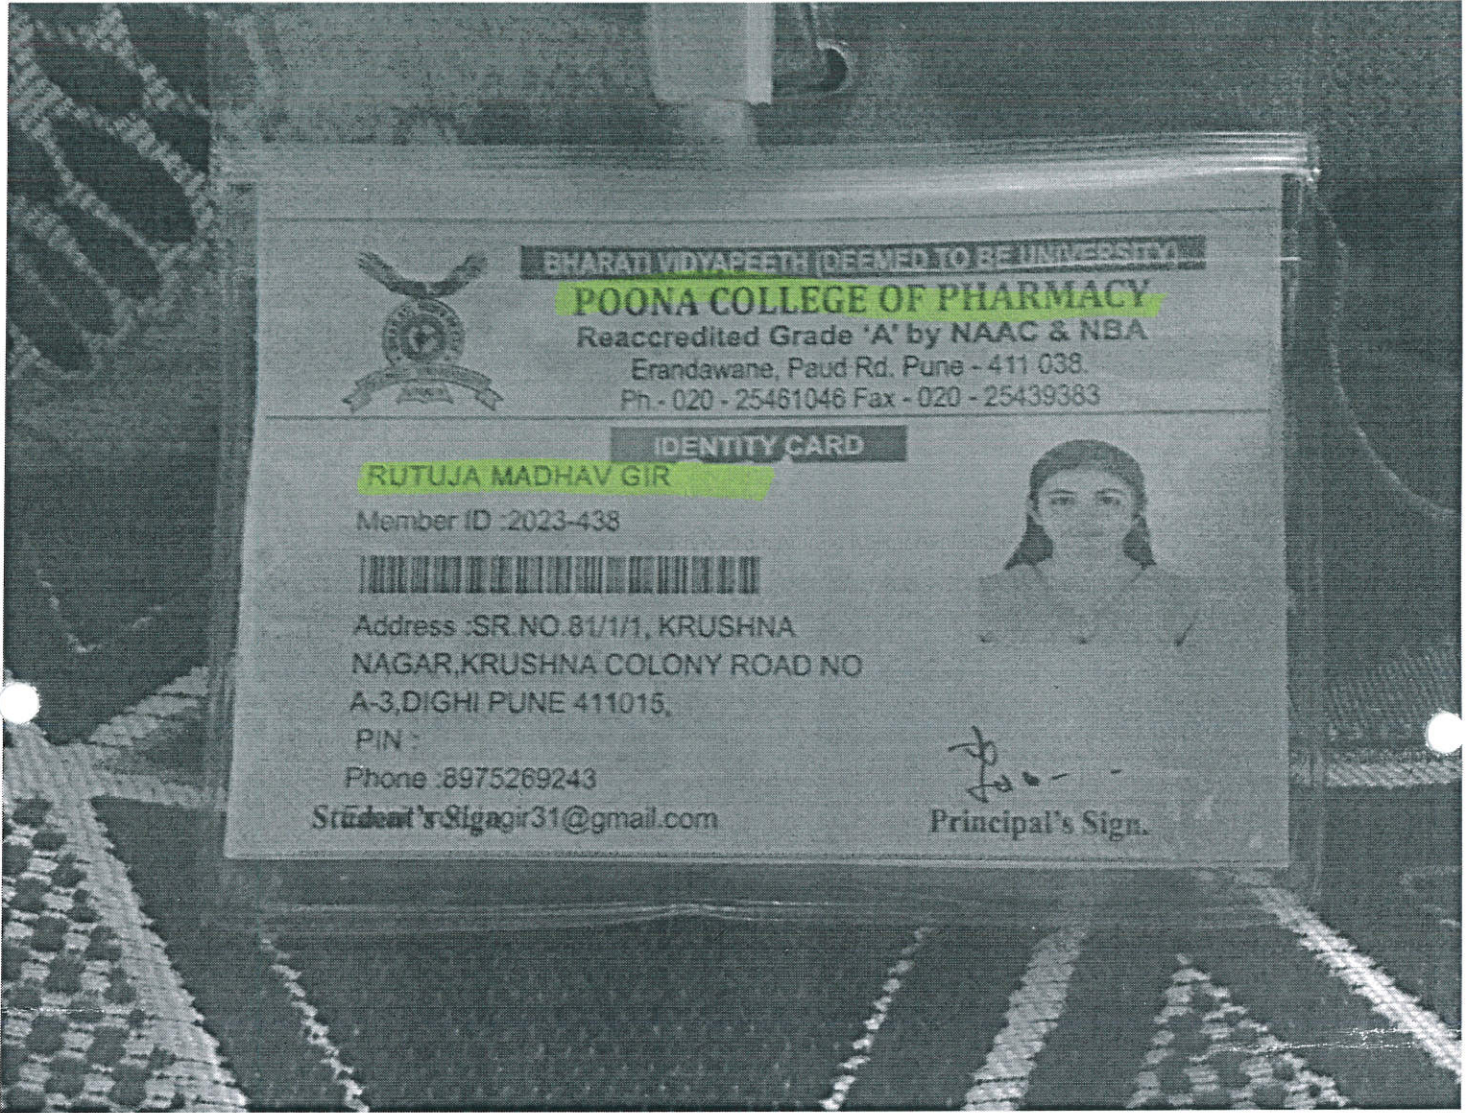 BHARATI VIDYAPEETH (DEEMED TO BE UNIVERSITY)
POONA COLLEGE OF PHARMACY
Reaccredited Grade 'A' by NAAC & NBA
Erandawane, Paud Rd. Pune - 411 038.
Ph.- 020 - 25461046 Fax - 020 - 25439383
IDENTITY CARD
RUTUJA MADHAV GIR
Member ID :2023-438
Address :SR.NO.81/1/1, KRUSHNA
NAGAR,KRUSHNA COLONY ROAD NO
A-3,DIGHI PUNE 411015,
PIN :
Phone :8975269243
Student's Sign gir31@gmail.com
Principal's Sign.